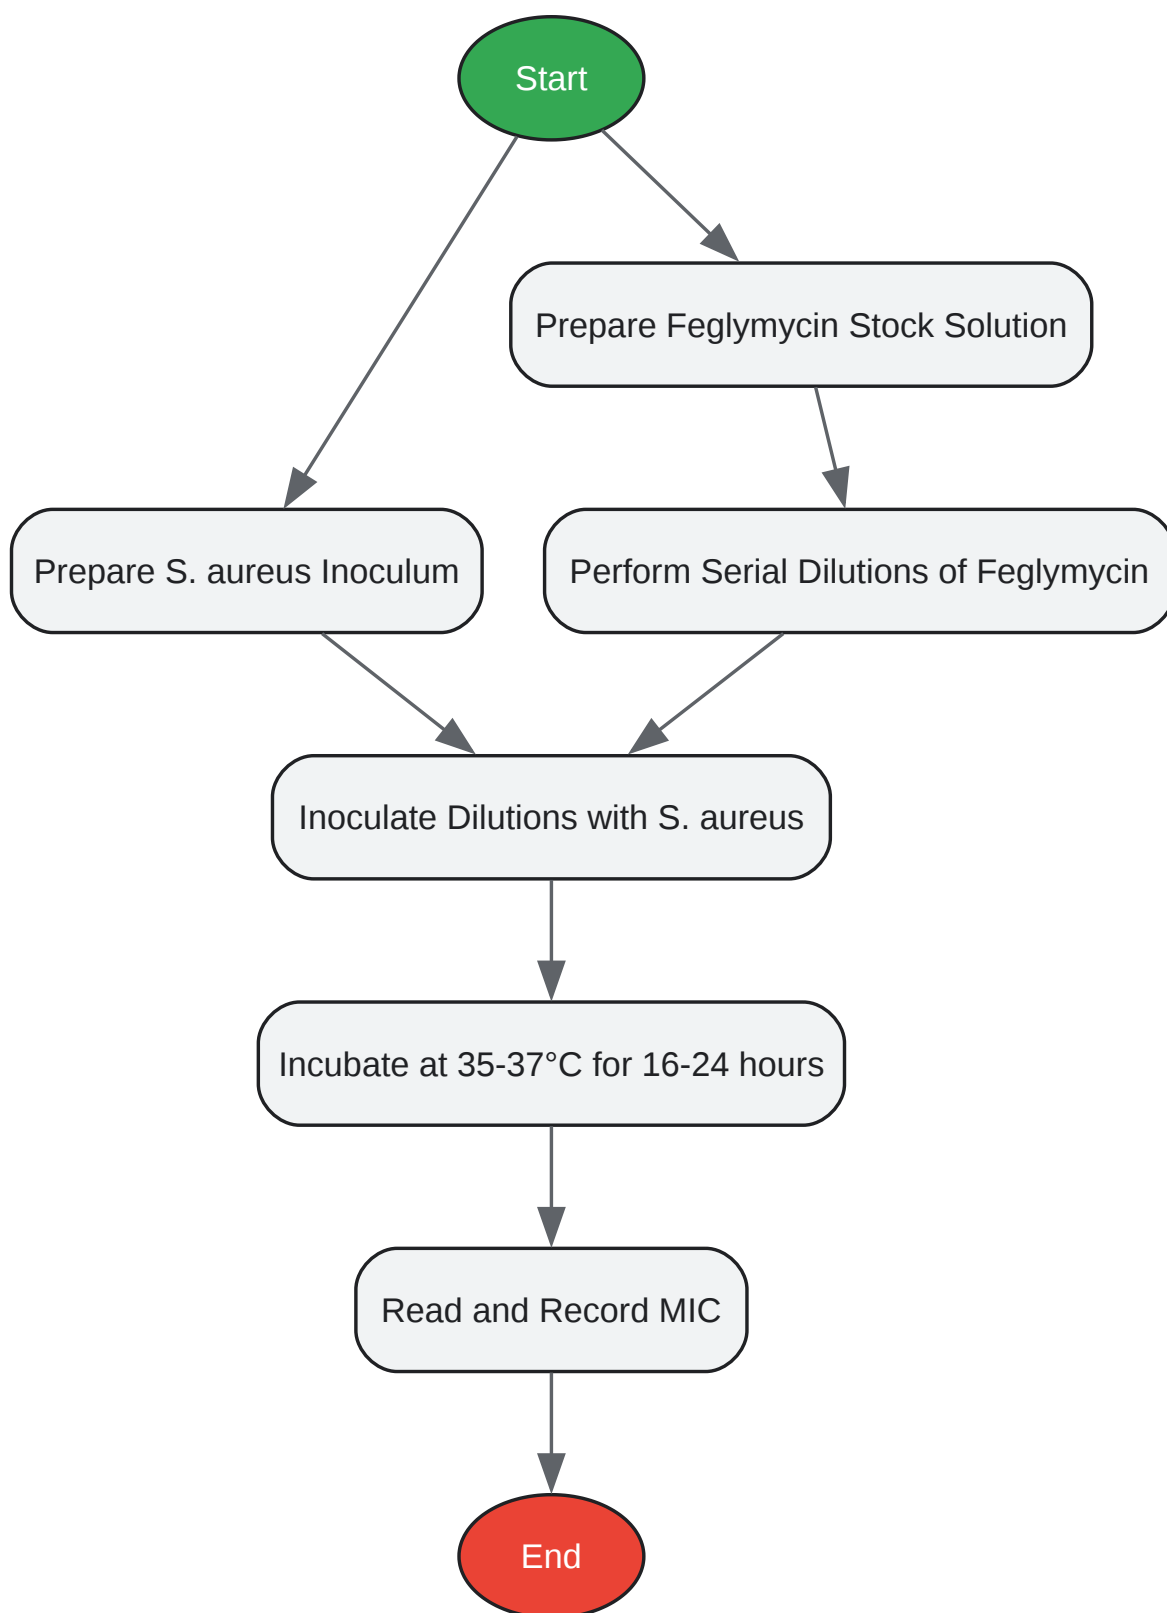 Start
Prepare Feglymycin Stock Solution
Prepare S. aureus Inoculum
Perform Serial Dilutions of Feglymycin
Inoculate Dilutions with S. aureus
Incubate at 35-37°C for 16-24 hours
Read and Record MIC
End